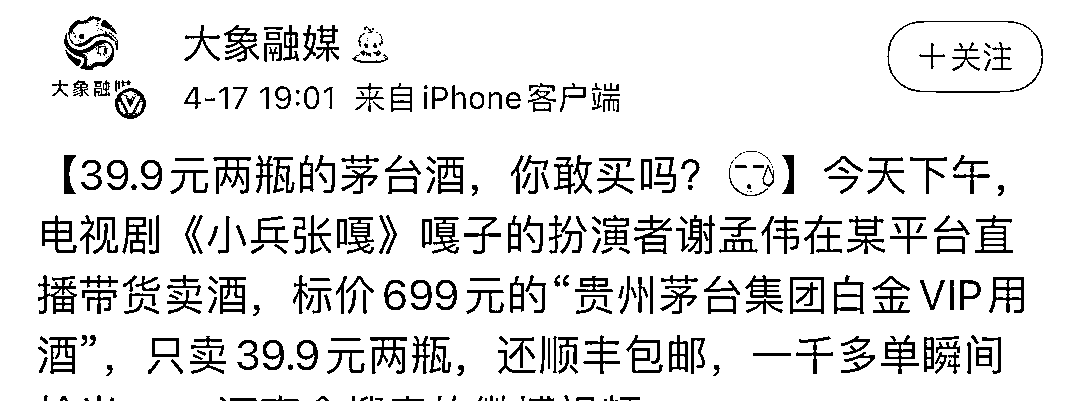 大象融媒
大象融媒
+关注
4-17 19:01 来自iPhone客户端
【39.9元两瓶的茅台酒，你敢买吗？】今天下午，
电视剧《小兵张嘎》嘎子的扮演者谢孟伟在某平台直
播带货卖酒，标价699元的“贵州茅台集团白金VIP用
酒”，只卖39.9元两瓶，还顺丰包邮，一千多单瞬间